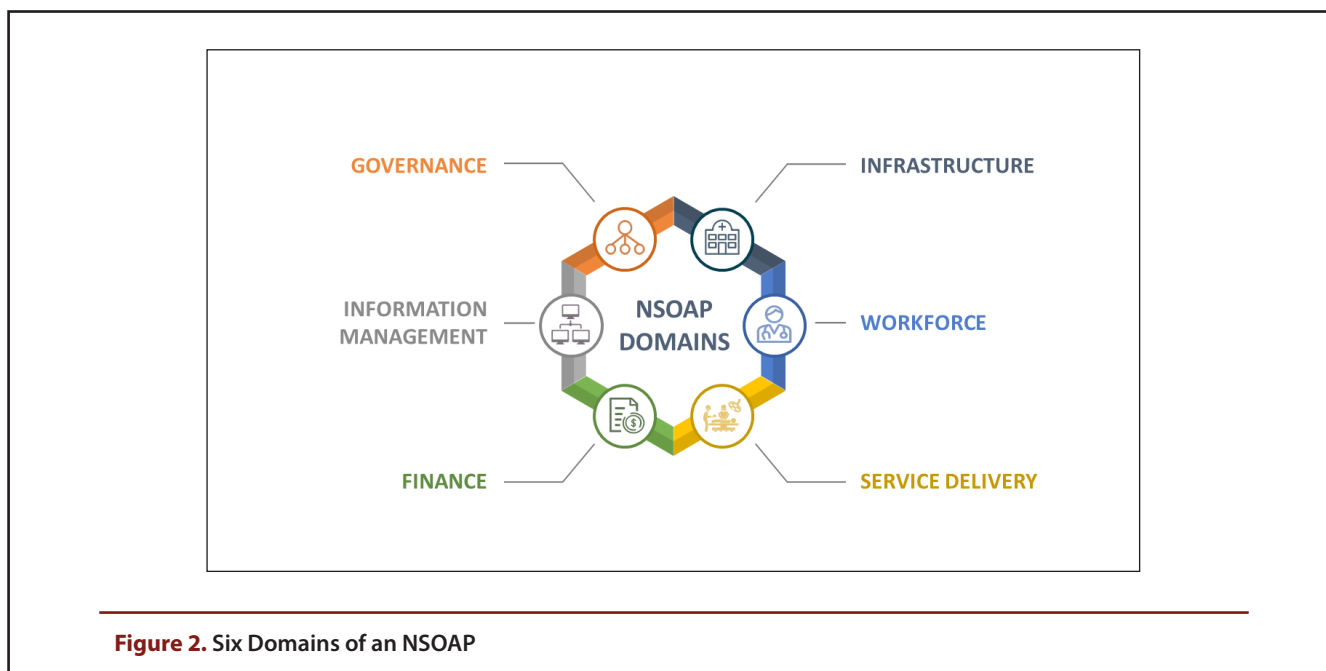 GOVERNANCE
INFRASTRUCTURE
INFORMATION
MANAGEMENT
NSOAP
DOMAINS
WORKFORCE
$
FINANCE
SERVICE DELIVERY
Figure 2. Six Domains of an NSOAP